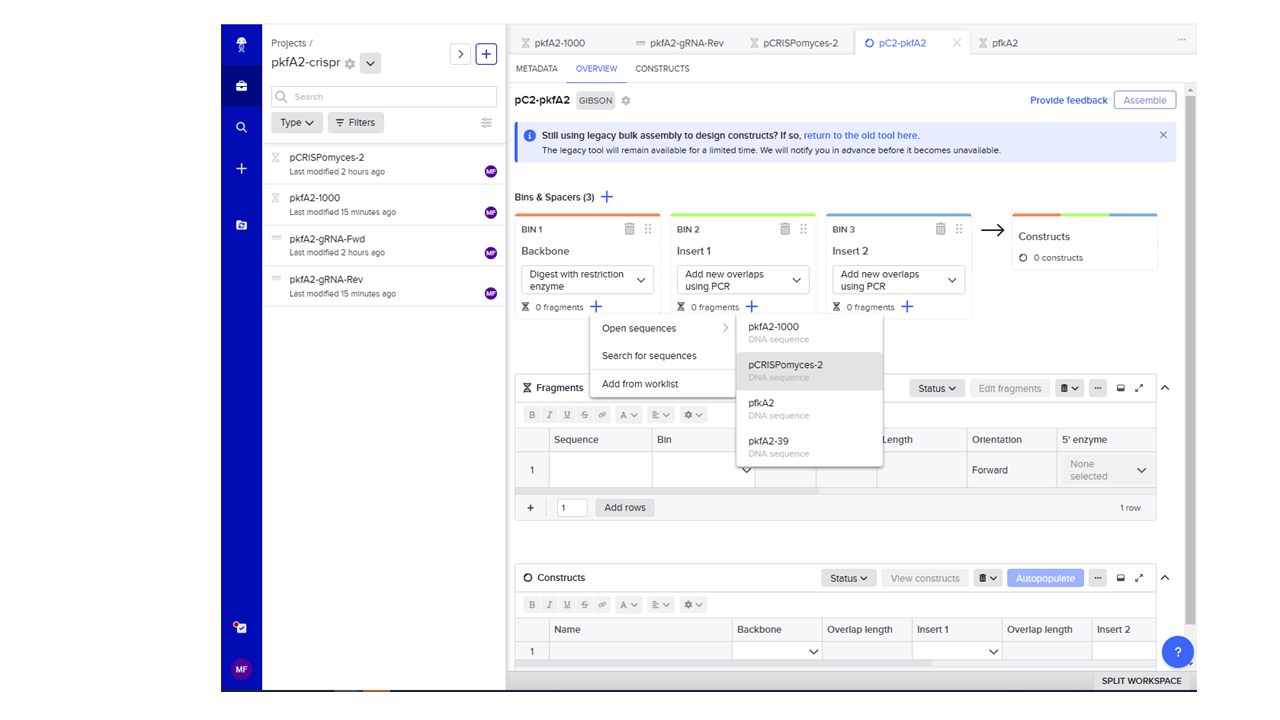 Projects /
pkfA2-crispr
Search
Type
Filters
pCRISPomyces-2
Last modified 2 hours ago
MF
pkfA2-1000
Last modified 15 minutes ago
MF
pkfA2-gRNA-Fwd
Last modified 2 hours ago
MF
pkfA2-gRNA-Rev
Last modified 15 minutes ago
MF
MF
pkfA2-1000
pkfA2-gRNA-Rev
pCRISPomyces-2
pC2-pkfA2
pfkA2
METADATA
OVERVIEW
CONSTRUCTS
pC2-pkfA2 GIBSON
Provide feedback
Assemble
Still using legacy bulk assembly to design constructs? If so, return to the old tool here.
The legacy tool will remain available for a limited time. We will notify you in advance before it becomes unavailable.
Bins & Spacers (3)
BIN 1
Backbone
Digest with restriction
enzyme
0 fragments
BIN 2
Insert 1
Add new overlaps
using PCR
0 fragments
BIN 3
Insert 2
Add new overlaps
using PCR
0 fragments
Constructs
0 constructs
Open sequences
Search for sequences
Add from worklist
pkfA2-1000
DNA sequence
pCRISPomyces-2
DNA sequence
pfkA2
DNA sequence
pkfA2-39
DNA sequence
Fragments
Status
Edit fragments
B I U S A
Sequence
Bin
Length
Orientation
5' enzyme
1
Forward
None
selected
1
Add rows
1 row
Constructs
Status
View constructs
Autopopulate
B I U S A
Name
Backbone
Overlap length
Insert 1
Overlap length
Insert 2
1
?
SPLIT WORKSPACE